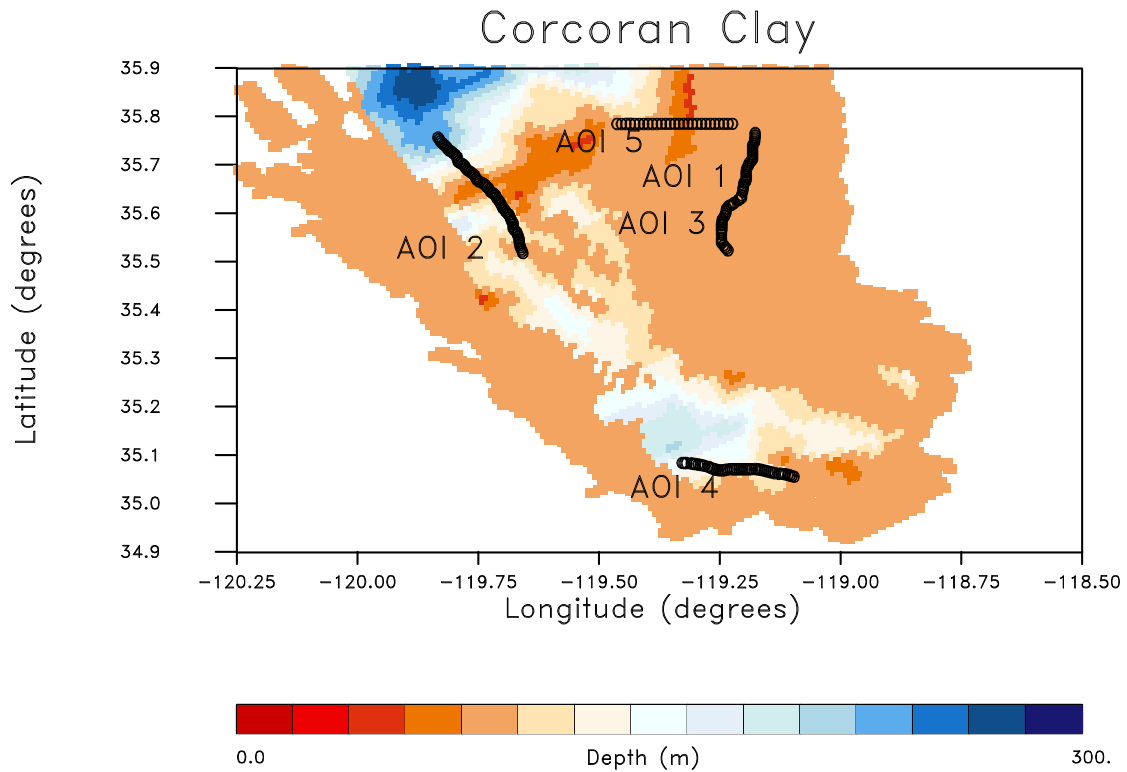 Corcoran Clay
35.9
35.8
35.7
35.6
35.5
35.4
35.3
35.2
35.1
35.0
34.9
Latitude (degrees)
AOI 5
AOI 1
AOI 3
AOI 2
AOI 4
-120.25 -120.00 -119.75 -119.50 -119.25 -119.00 -118.75 -118.50
Longitude (degrees)
0.0 Depth (m) 300.